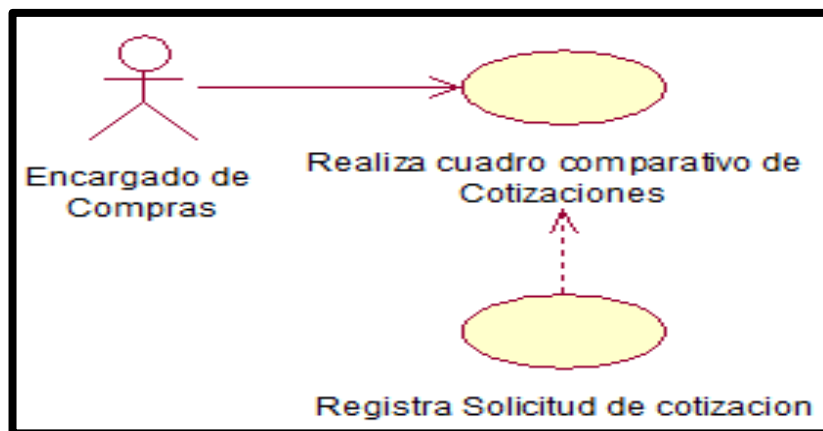 Encargado de
Compras
Realiza cuadro comparativo de
Cotizaciones
Registra Solicitud de cotizacion